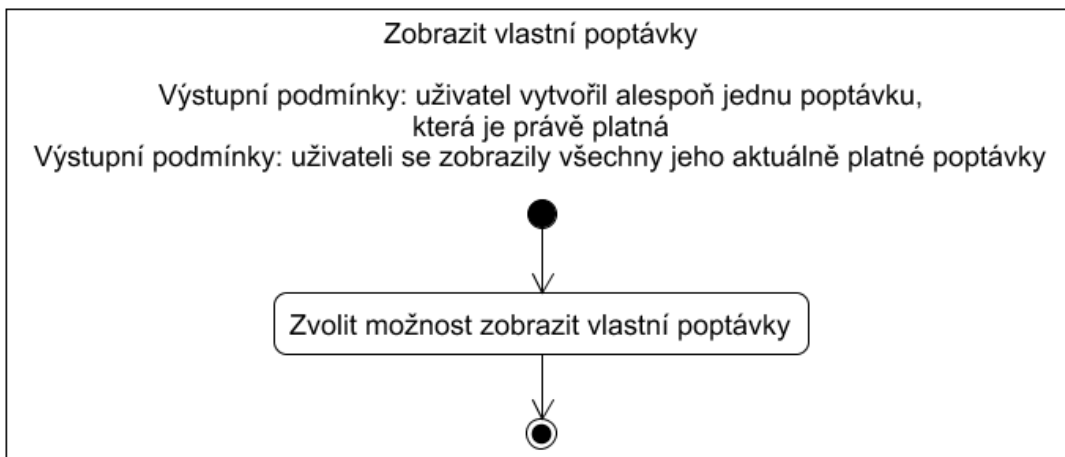 Zobrazit vlastní poptávky
Výstupní podmínky: uživatel vytvořil alespoň jednu poptávku,
která je právě platná
Výstupní podmínky: uživateli se zobrazily všechny jeho aktuálně platné poptávky
Zvolit možnost zobrazit vlastní poptávky